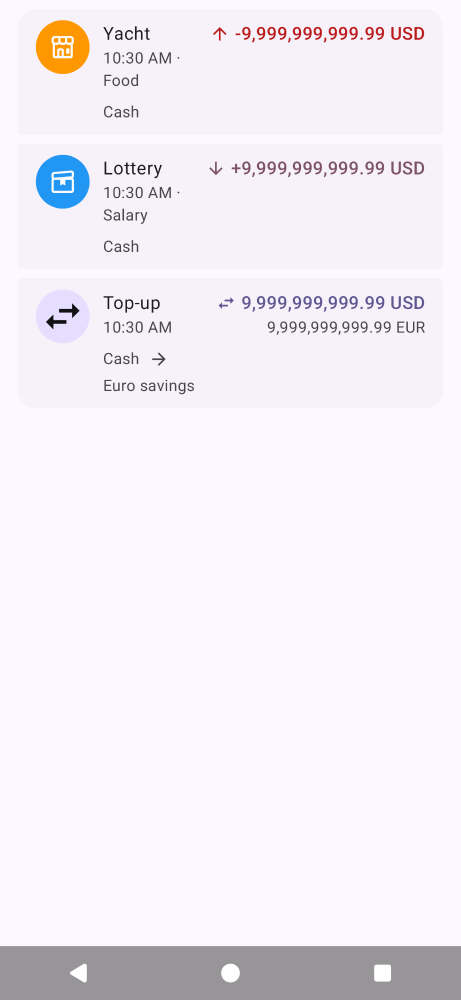 Yacht
-9,999,999,999.99 USD
10:30 AM ·
Food
Cash
Lottery
+9,999,999,999.99 USD
10:30 AM ·
Salary
Cash
Top-up
9,999,999,999.99 USD
10:30 AM
9,999,999,999.99 EUR
Cash →
Euro savings